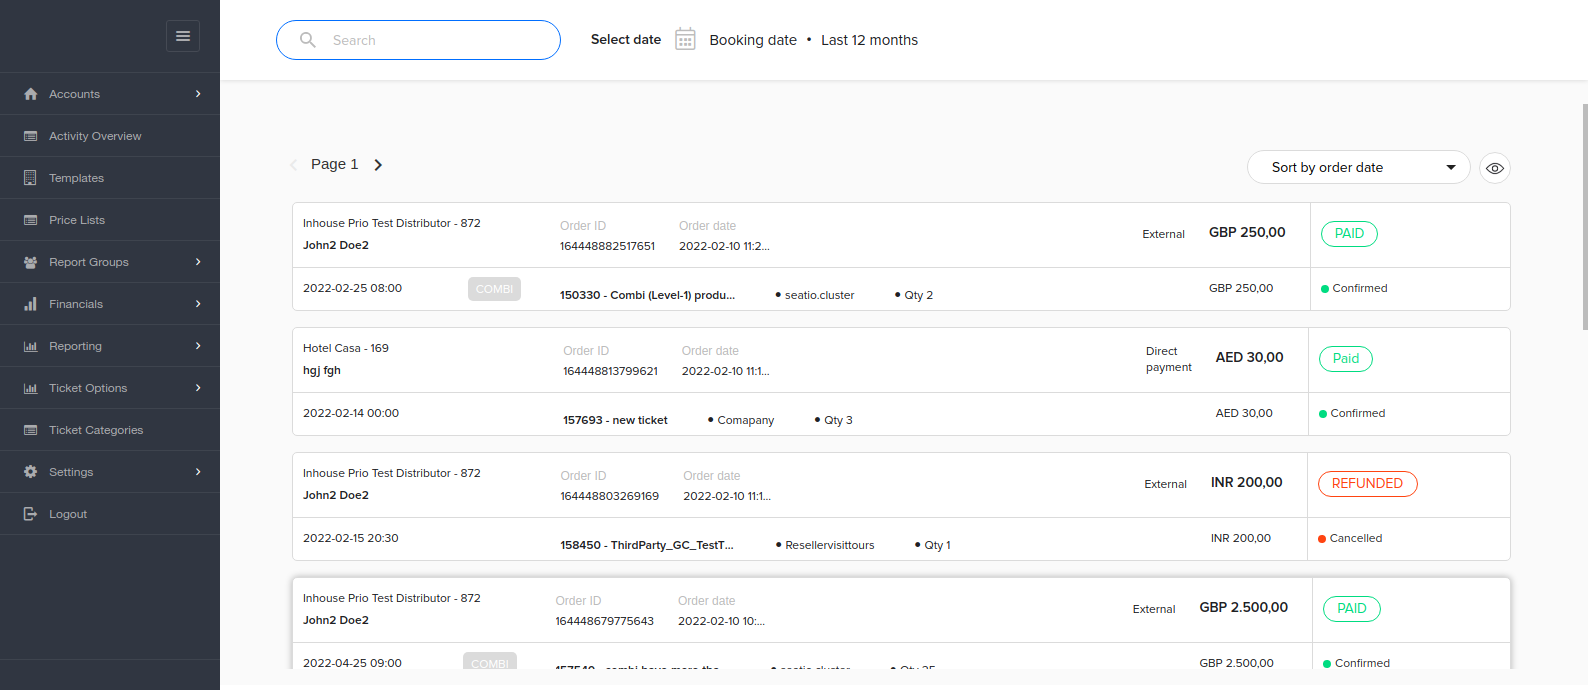 Search
Select date
Booking date • Last 12 months
Accounts
Activity Overview
Templates
Price Lists
Report Groups
Financials
Reporting
Ticket Options
Ticket Categories
Settings
Logout
Page 1
Sort by order date
Inhouse Prio Test Distributor - 872
John2 Doe2
Order ID
164448882517651
Order date
2022-02-10 11:2...
External
GBP 250,00
PAID
2022-02-25 08:00
COMBI
150330 - Combi (Level-1) produ...
• seatio.cluster
• Qty 2
GBP 250,00
Confirmed
Hotel Casa - 169
hgj fgh
Order ID
164448813799621
Order date
2022-02-10 11:1...
Direct
payment
AED 30,00
Paid
2022-02-14 00:00
157693 - new ticket
• Comapany
• Qty 3
AED 30,00
Confirmed
Inhouse Prio Test Distributor - 872
John2 Doe2
Order ID
164448803269169
Order date
2022-02-10 11:1...
External
INR 200,00
REFUNDED
2022-02-15 20:30
158450 - ThirdParty_GC_TestT...
• Resellervisittours
• Qty 1
INR 200,00
Cancelled
Inhouse Prio Test Distributor - 872
John2 Doe2
Order ID
164448679775643
Order date
2022-02-10 10:...
External
GBP 2.500,00
PAID
2022-04-25 09:00
COMBI
• seatio.cluster
• Qty 25
GBP 2.500,00
Confirmed